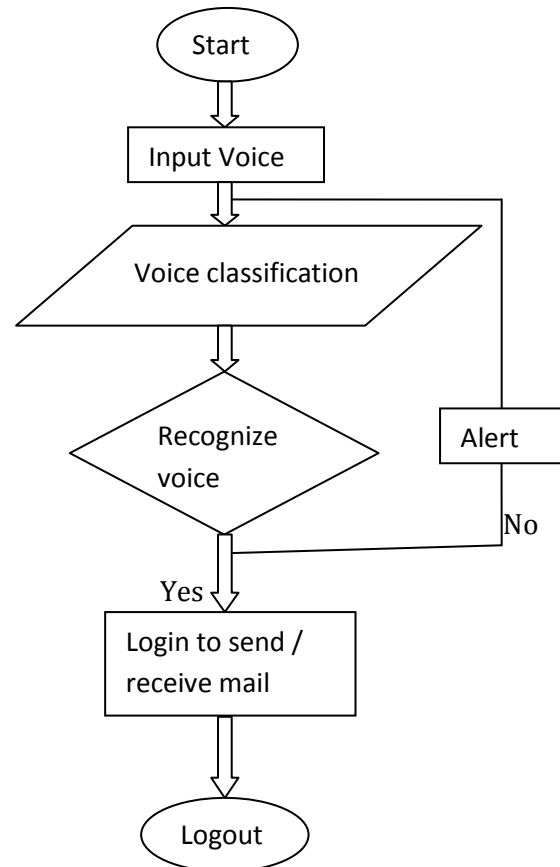 Start
Input Voice
Voice classification
Recognize
voice
Alert
No
Yes
Login to send /
receive mail
Logout